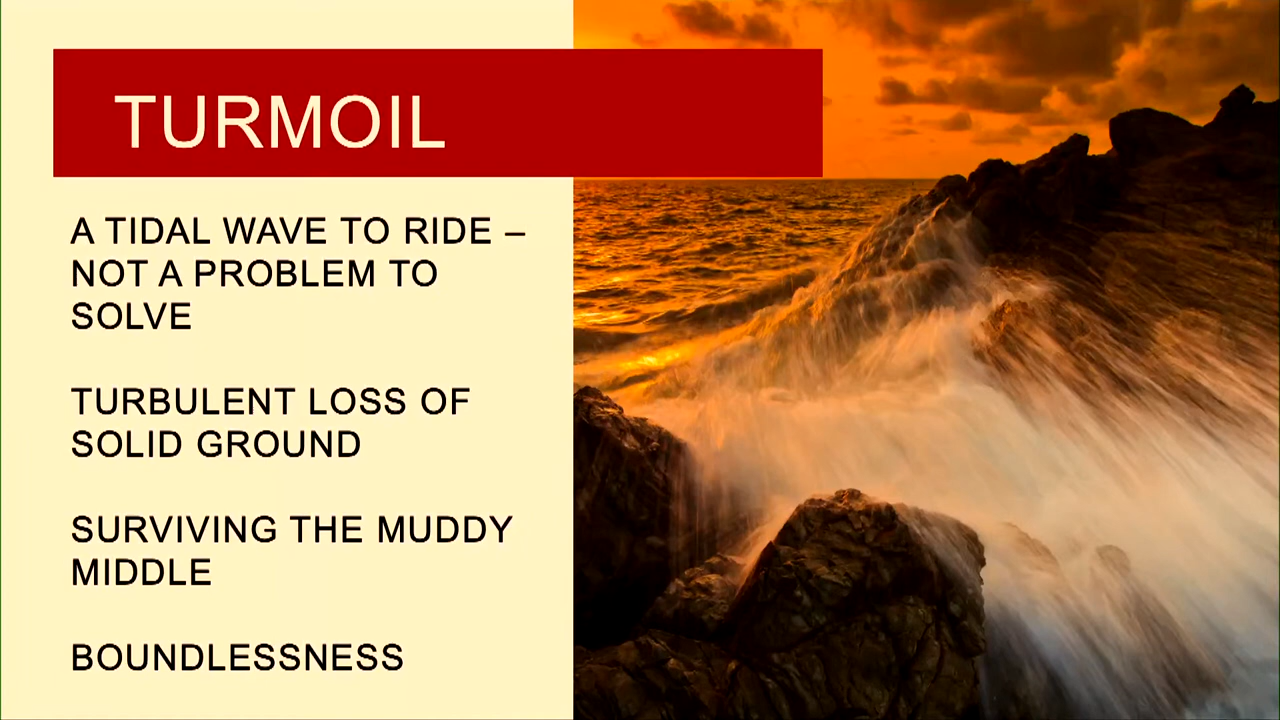 TURMOIL
A TIDAL WAVE TO RIDE –
NOT A PROBLEM TO
SOLVE
TURBULENT LOSS OF
SOLID GROUND
SURVIVING THE MUDDY
MIDDLE
BOUNDLESSNESS